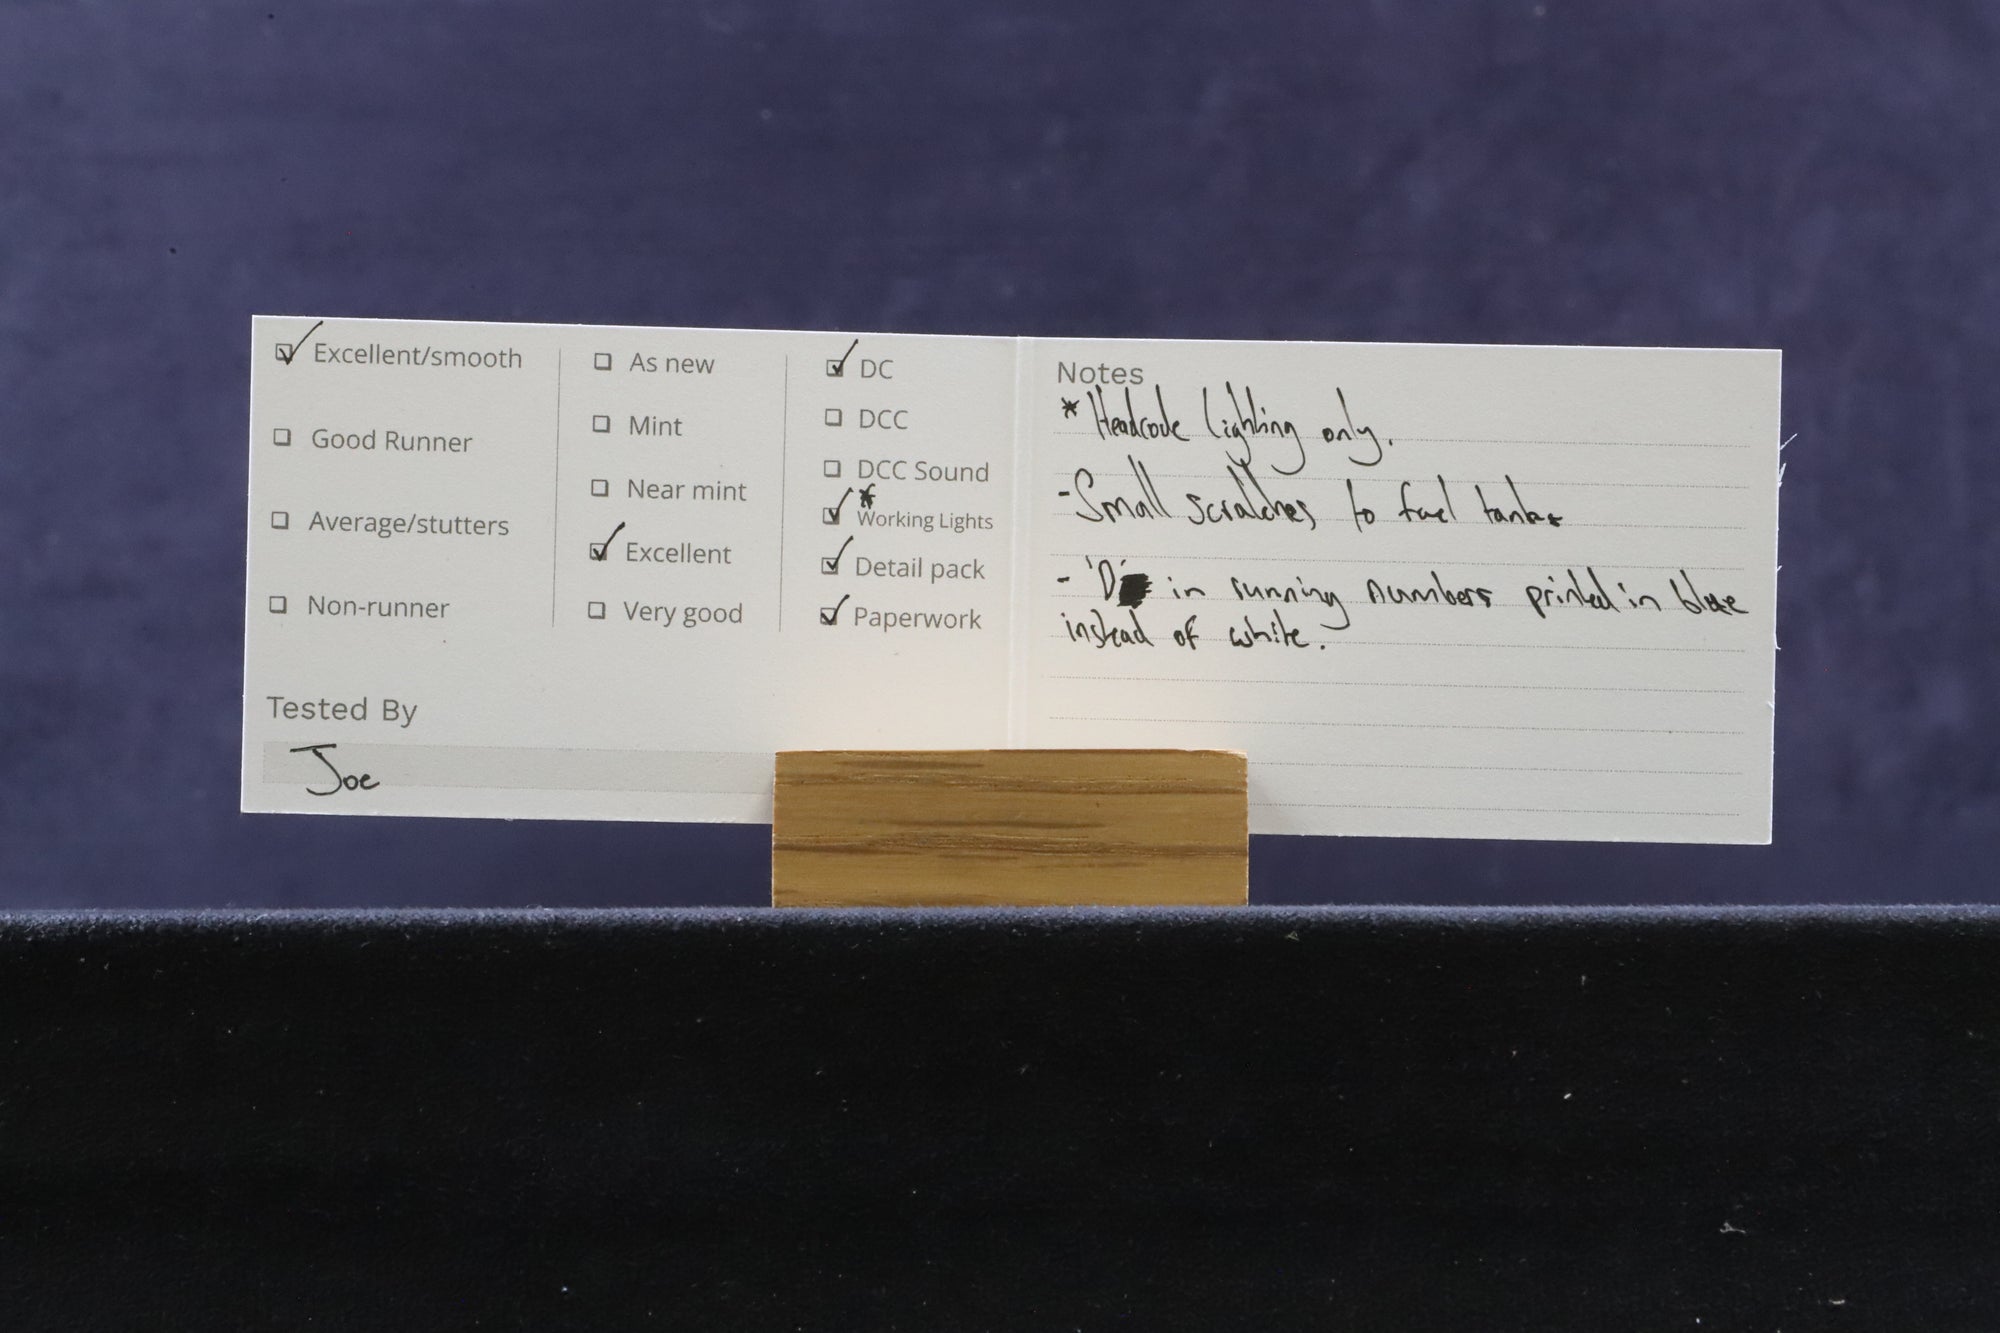 Excellent/smooth
Good Runner
Average/stutters
Non-runner
As new
Mint
Near mint
Excellent
Very good
DC
DCC
DCC Sound
*
Working Lights
Detail pack
Paperwork
Tested By
Joe
Notes
* Headcode lighting only.
- Small scratches to fuel tanks
- 'D' in running numbers printed in blue
instead of white.